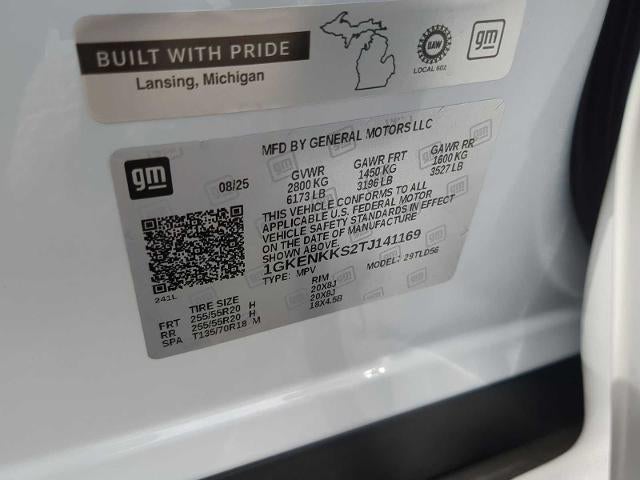 BUILT WITH PRIDE
Lansing, Michigan
UAW
LOCAL 602
gm
MFD BY GENERAL MOTORS LLC
gm
08/25
GVWR GAWR FRT GAWR RR
2800 KG 1450 KG 1600 KG
6173 LB 3196 LB 3527 LB
THIS VEHICLE CONFORMS TO ALL
APPLICABLE U.S. FEDERAL MOTOR
VEHICLE SAFETY STANDARDS IN EFFECT
ON THE DATE OF MANUFACTURE
SHOWN ABOVE.
1GKENKKS2TJ141169
TYPE: MPV MODEL: 29TLD56
241L
TIRE SIZE RIM
FRT 255/55R20 H 20X8J
RR 255/55R20 H 20X8J
SPA T135/70R18 M 18X4.5B